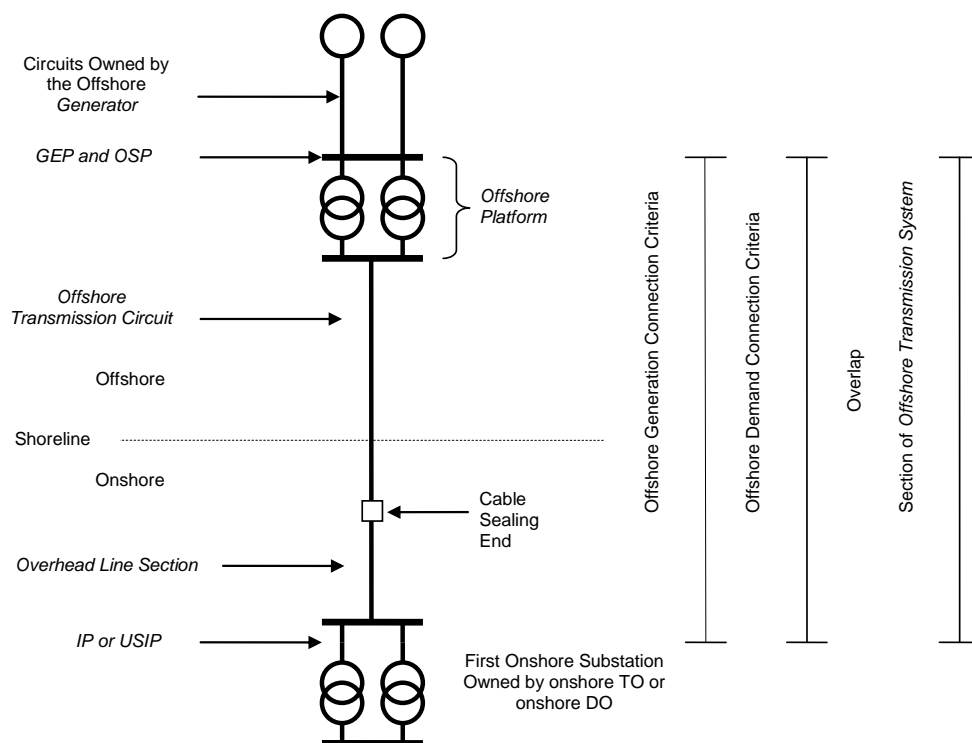 Circuits Owned by
the Offshore
Generator
GEP and OSP
Offshore
Platform
Offshore
Transmission Circuit
Offshore
Shoreline
Onshore
Cable
Sealing
End
Overhead Line Section
IP or USIP
First Onshore Substation
Owned by onshore TO or
onshore DO
Offshore Generation Connection Criteria
Offshore Demand Connection Criteria
Overlap
Section of Offshore Transmission System